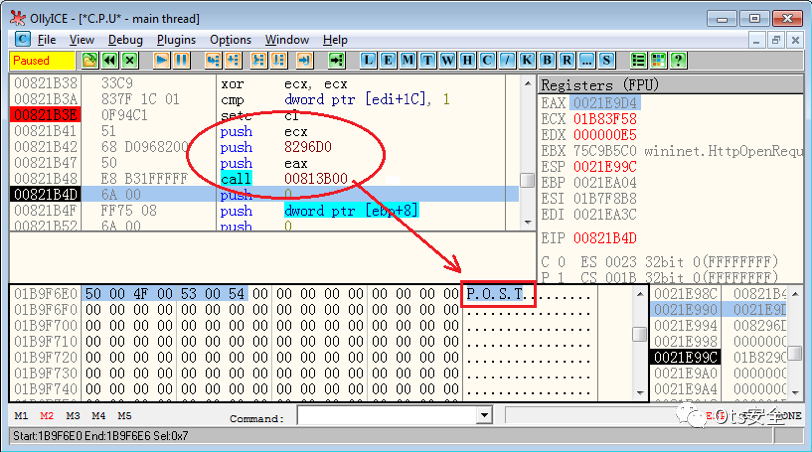 OllyICE - [*C.P.U* - main thread]
C File View Debug Plugins Options Window Help
Paused L E M T W H C / K B R ... S ?
00821B38 33C9 xor ecx, ecx
00821B3A 837F 1C 01 cmp dword ptr [edi+1C], 1
00821B3E 0F94C1 sete cl
00821B41 51 push ecx
00821B42 68 D0968200 push 8296D0
00821B47 50 push eax
00821B48 E8 B31FFFFF call 00813B00
00821B4D 6A 00 push 0
00821B4F FF75 08 push dword ptr [ebp+8]
00821B52 6A 00 push 0
Registers (FPU)
EAX 0021E9D4
ECX 01B83F58
EDX 000000E5
EBX 75C9B5C0 wininet.HttpOpenRequ
ESP 0021E99C
EBP 0021EA04
ESI 01B7F8B8
EDI 0021EA3C
EIP 00821B4D
C 0 ES 0023 32bit 0(FFFFFFFF)
P 1 CS 001B 32bit 0(FFFFFFFF)
01B9F6E0 50 00 4F 00 53 00 54 00 00 00 00 00 00 00 00 00 P.O.S.T.........
01B9F6F0 00 00 00 00 00 00 00 00 00 00 00 00 00 00 00 00 ................
01B9F700 00 00 00 00 00 00 00 00 00 00 00 00 00 00 00 00 ................
01B9F710 00 00 00 00 00 00 00 00 00 00 00 00 00 00 00 00 ................
01B9F720 00 00 00 00 00 00 00 00 00 00 00 00 00 00 00 00 ................
01B9F730 00 00 00 00 00 00 00 00 00 00 00 00 00 00 00 00 ................
01B9F740 00 00 00 00 00 00 00 00 00 00 00 00 00 00 00 00 ................
0021E98C 00821B4
0021E990 0021E9D
0021E994 008296D
0021E998 0000000
0021E99C 01B829C
0021E9A0 0000000
0021E9A4 0000000
M1 M2 M3 M4 M5 Command:
Ots安全
Start:1B9F6E0 End:1B9F6E6 Sel:0x7